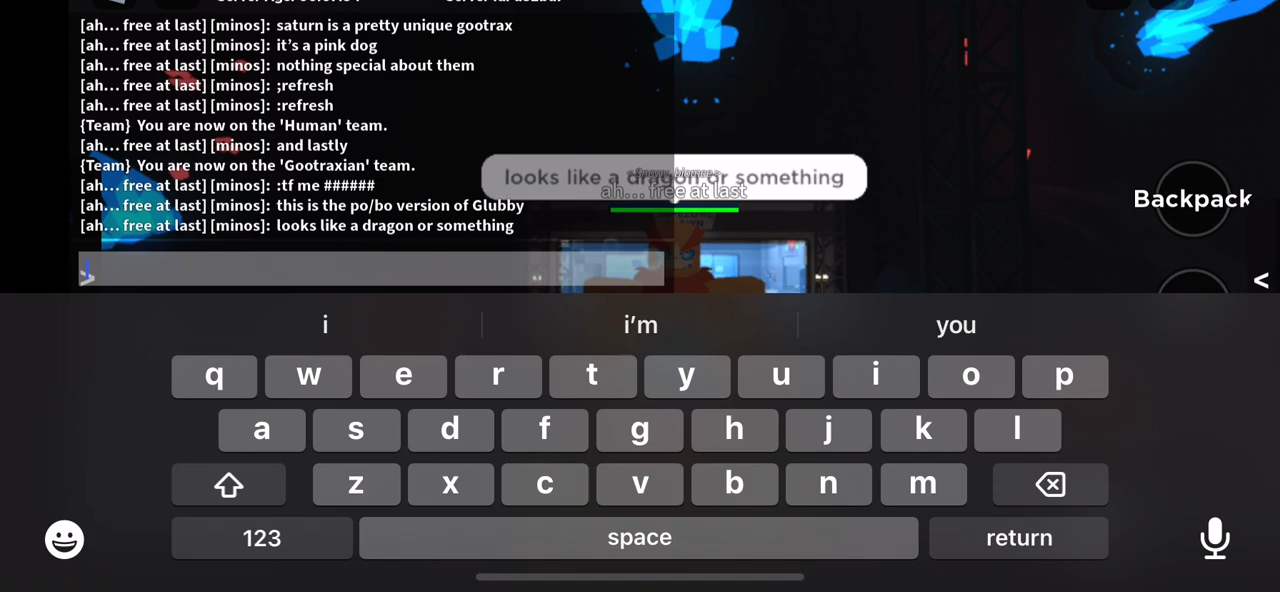 [ah... free at last] [minos]: saturn is a pretty unique gootrax
[ah... free at last] [minos]: it’s a pink dog
[ah... free at last] [minos]: nothing special about them
[ah... free at last] [minos]: ;refresh
[ah... free at last] [minos]: :refresh
{Team} You are now on the 'Human' team.
[ah... free at last] [minos]: and lastly
{Team} You are now on the 'Gootraxian' team.
[ah... free at last] [minos]: :tf me ######
[ah... free at last] [minos]: this is the po/bo version of Glubby
[ah... free at last] [minos]: looks like a dragon or something
looks like a dragon or something
ah... free at last
Backpack
>
<
i i’m you
q w e r t y u i o p
a s d f g h j k l
z x c v b n m
123 space return